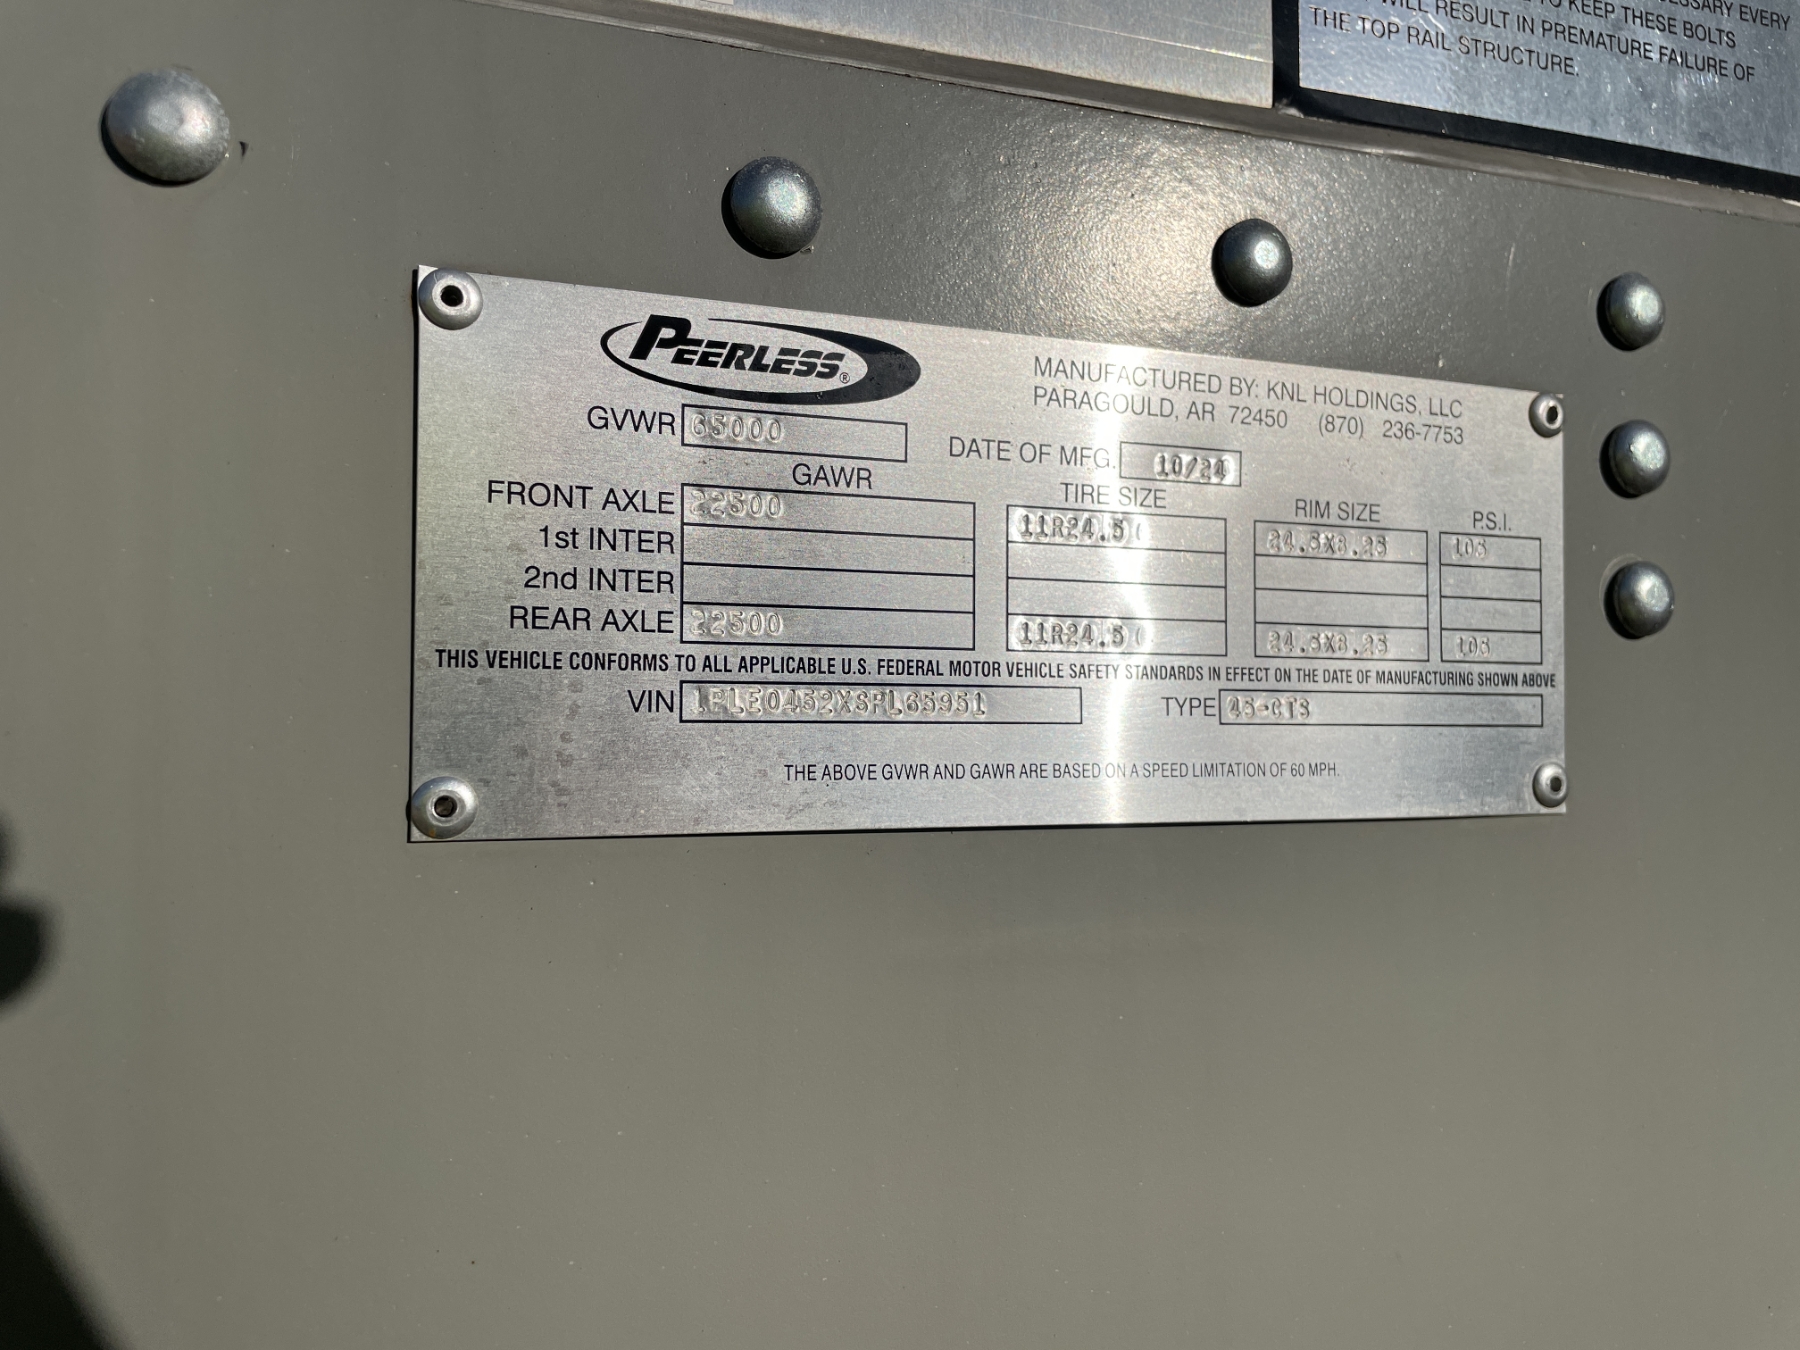 ESSARY EVERY
TO KEEP THESE BOLTS
WILL RESULT IN PREMATURE FAILURE OF
THE TOP RAIL STRUCTURE.
PEERLESS®
MANUFACTURED BY: KNL HOLDINGS, LLC
PARAGOULD, AR 72450 (870) 236-7753
GVWR 65000
DATE OF MFG. 10/24
GAWR TIRE SIZE RIM SIZE P.S.I.
FRONT AXLE 22500 11R24.5( 24.5X8.25 105
1st INTER
2nd INTER
REAR AXLE 22500 11R24.5( 24.5X8.25 105
THIS VEHICLE CONFORMS TO ALL APPLICABLE U.S. FEDERAL MOTOR VEHICLE SAFETY STANDARDS IN EFFECT ON THE DATE OF MANUFACTURING SHOWN ABOVE
VIN 1PLE0452XSPL65951 TYPE 45-CTS
THE ABOVE GVWR AND GAWR ARE BASED ON A SPEED LIMITATION OF 60 MPH.